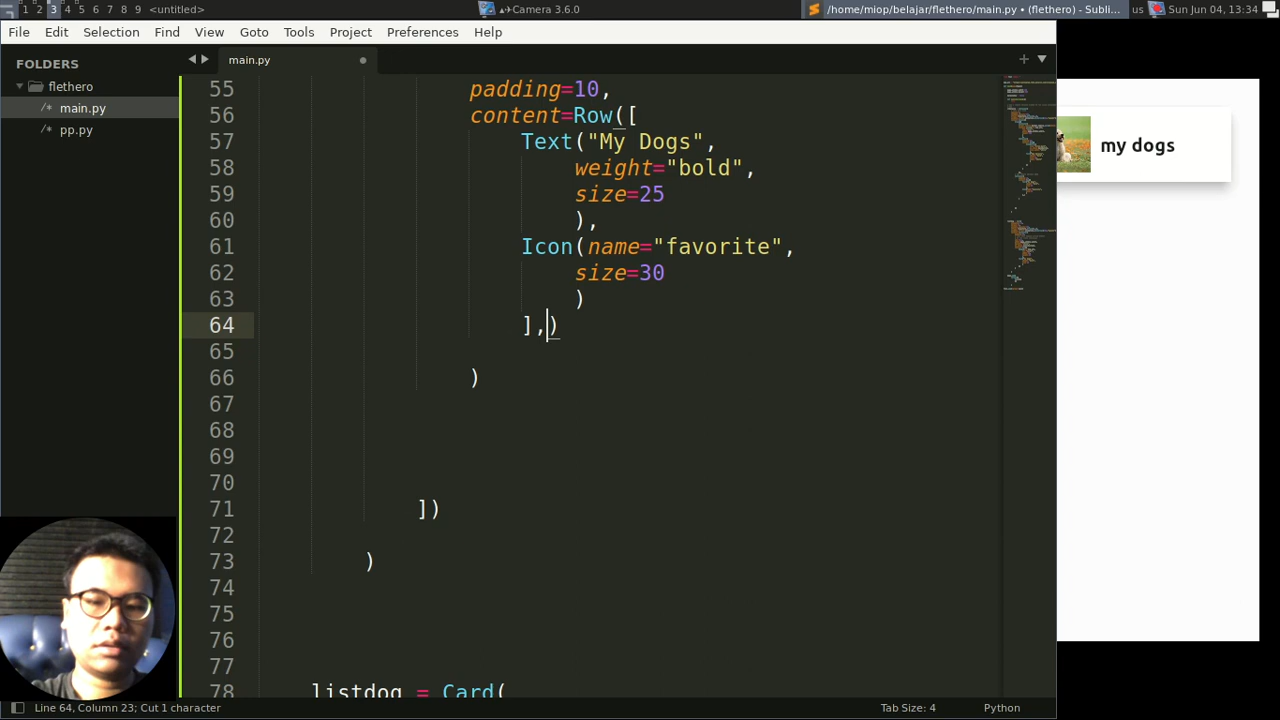 1 2 3 4 5 6 7 8 9 <untitled>
Camera 3.6.0
/home/miop/belajar/flethero/main.py • (flethero) - Subli...
us
Sun Jun 04, 13:34
File Edit Selection Find View Goto Tools Project Preferences Help
FOLDERS
flethero
/* main.py
/* pp.py
main.py
55 padding=10,
56 content=Row([
57 Text("My Dogs",
58 weight="bold",
59 size=25
60 ),
61 Icon(name="favorite",
62 size=30
63 )
64 ],)
65
66 )
67
68
69
70
71 ])
72
73 )
74
75
76
77
78 listdog = Card(
my dogs
Line 64, Column 23; Cut 1 character
Tab Size: 4
Python